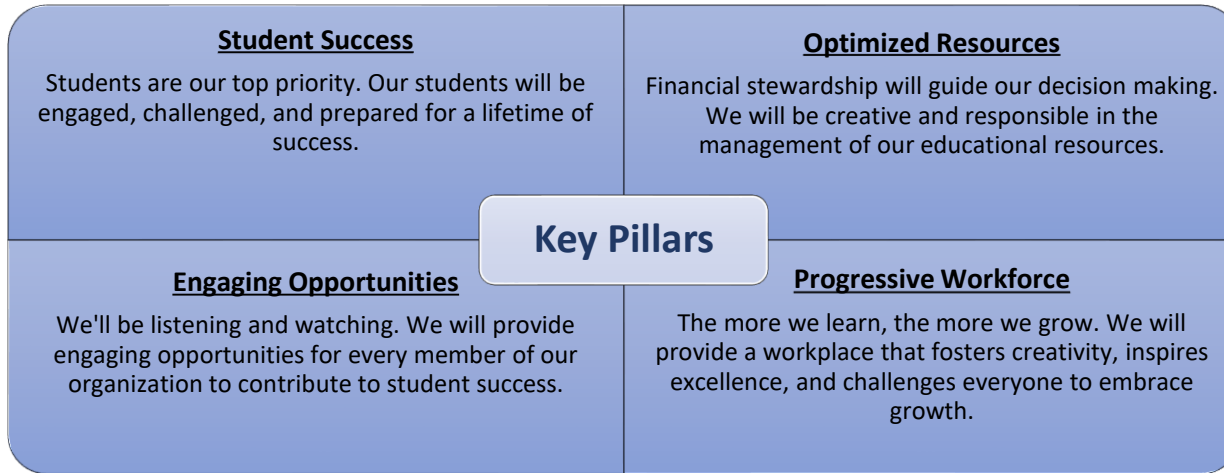 Student Success
Students are our top priority. Our students will be
engaged, challenged, and prepared for a lifetime of
success.
Optimized Resources
Financial stewardship will guide our decision making.
We will be creative and responsible in the
management of our educational resources.
Key Pillars
Engaging Opportunities
We'll be listening and watching. We will provide
engaging opportunities for every member of our
organization to contribute to student success.
Progressive Workforce
The more we learn, the more we grow. We will
provide a workplace that fosters creativity, inspires
excellence, and challenges everyone to embrace
growth.